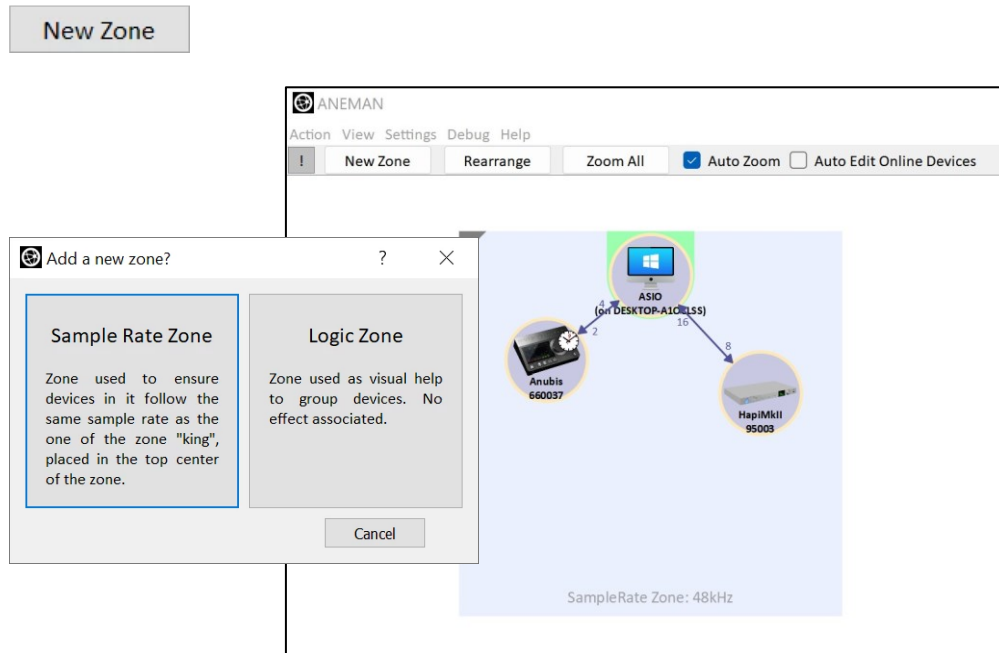 New Zone
ANEMAN
Action View Settings Debug Help
! New Zone Rearrange Zoom All Auto Zoom Auto Edit Online Devices
Add a new zone? ?
Sample Rate Zone
Zone used to ensure
devices in it follow the
same sample rate as the
one of the zone "king",
placed in the top center
of the zone.
Logic Zone
Zone used as visual help
to group devices. No
effect associated.
Cancel
ASIO
(on DESKTOP-
4
2
16
8
Anubis
660037
HapiMkII
95003
SampleRate Zone: 48kHz